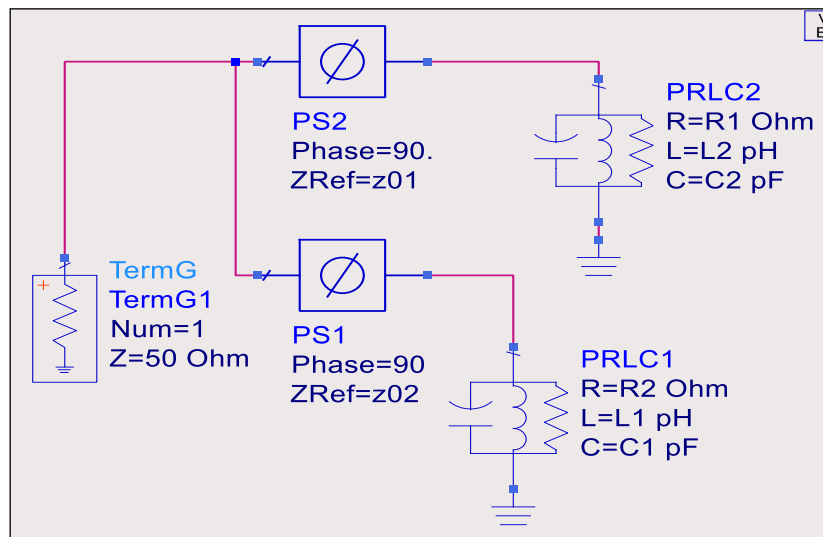 PS2
Phase=90.
ZRef=z01
PRLC2
R=R1 Ohm
L=L2 pH
C=C2 pF
TermG
TermG1
Num=1
Z=50 Ohm
+
PS1
Phase=90
ZRef=z02
PRLC1
R=R2 Ohm
L=L1 pH
C=C1 pF